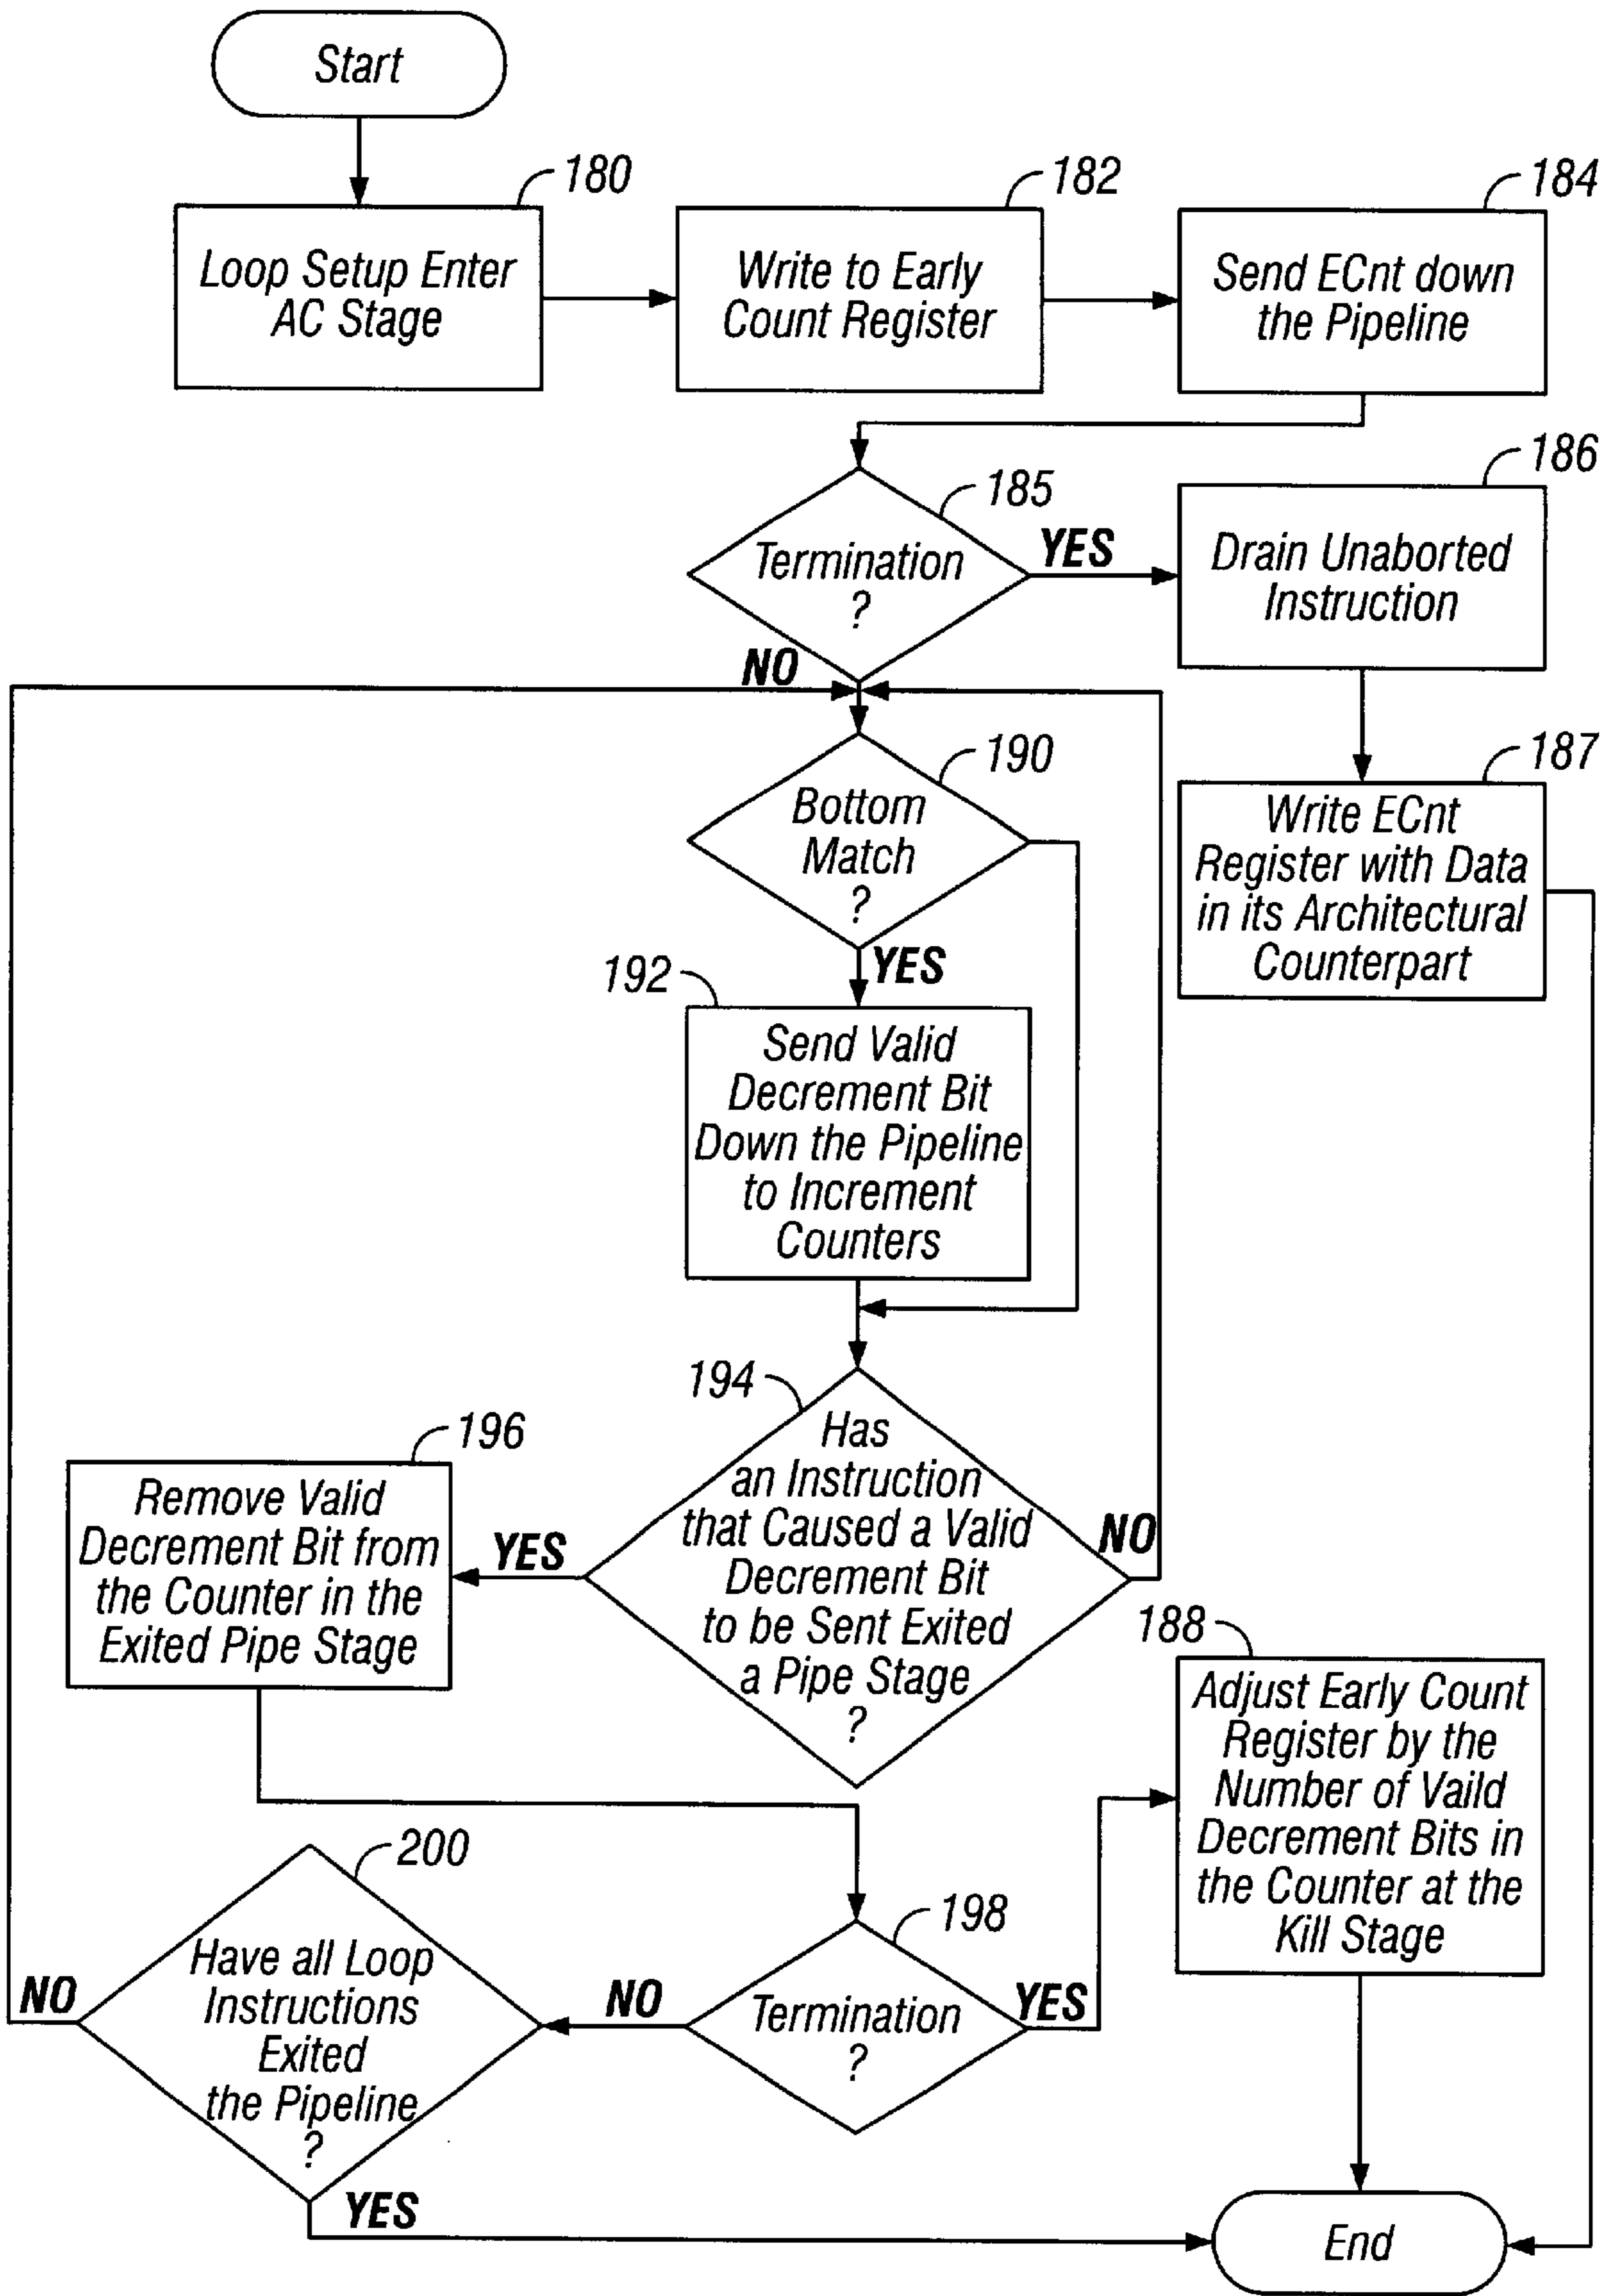 Start
180
Loop Setup Enter
AC Stage
182
Write to Early
Count Register
184
Send ECnt down
the Pipeline
185
Termination
?
YES
NO
186
Drain Unaborted
Instruction
187
Write ECnt
Register with Data
in its Architectural
Counterpart
190
Bottom
Match
?
YES
192
Send Valid
Decrement Bit
Down the Pipeline
to Increment
Counters
194
Has
an Instruction
that Caused a Valid
Decrement Bit
to be Sent Exited
a Pipe Stage
?
NO
YES
196
Remove Valid
Decrement Bit from
the Counter in the
Exited Pipe Stage
188
Adjust Early Count
Register by the
Number of Vaild
Decrement Bits in
the Counter at the
Kill Stage
198
Termination
?
YES
NO
200
Have all Loop
Instructions
Exited
the Pipeline
?
NO
YES
End